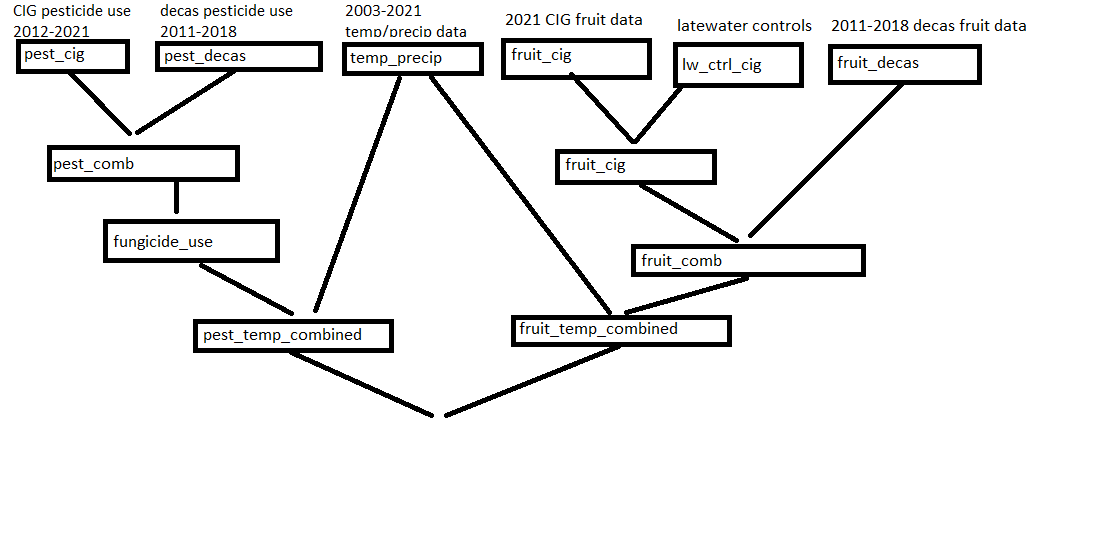 CIG pesticide use
2012-2021
decas pesticide use
2011-2018
2003-2021
temp/precip data
2021 CIG fruit data
latewater controls
2011-2018 decas fruit data
pest_cig
pest_decas
temp_precip
fruit_cig
lw_ctrl_cig
fruit_decas
pest_comb
fruit_cig
fungicide_use
fruit_comb
pest_temp_combined
fruit_temp_combined